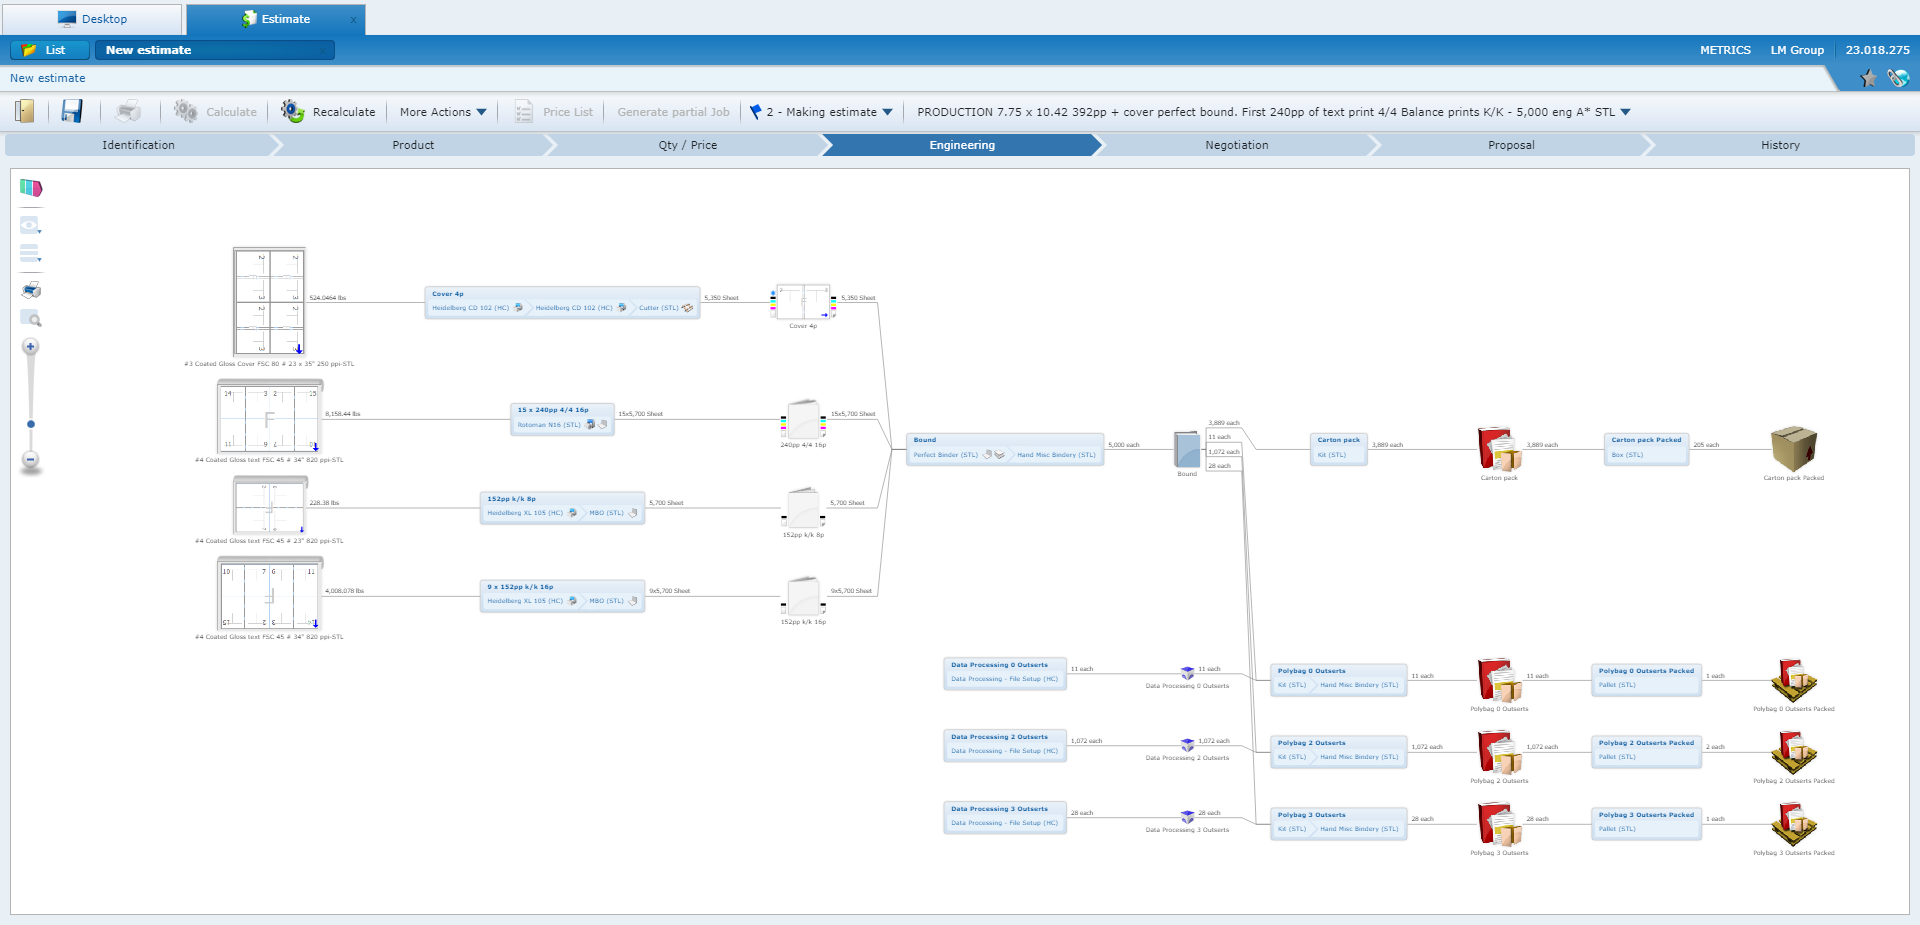 Desktop
Estimate x
List
New estimate
METRICS LM Group 23.018.275
New estimate
Calculate Recalculate More Actions Price List Generate partial Job 2 - Making estimate PRODUCTION 7.75 x 10.42 392pp + cover perfect bound. First 240pp of text print 4/4 Balance prints K/K - 5,000 eng A* STL
Identification Product Qty / Price Engineering Negotiation Proposal History
524.0464 lbs
Cover 4p
Heidelberg CD 102 (HC) Heidelberg CD 102 (HC) Cutter (STL)
5,350 Sheet
5,350 Sheet
Cover 4p
#3 Coated Gloss Cover FSC 80 # 23 x 35" 250 ppi-STL
8,158.44 lbs
15 x 240pp 4/4 16p
Rotoman N16 (STL)
15x5,700 Sheet
15x5,700 Sheet
240pp 4/4 16p
#4 Coated Gloss text FSC 45 # 34" 820 ppi-STL
228.38 lbs
152pp k/k 8p
Heidelberg XL 105 (HC) MBO (STL)
5,700 Sheet
5,700 Sheet
152pp k/k 8p
#4 Coated Gloss text FSC 45 # 23" 820 ppi-STL
4,008.078 lbs
9 x 152pp k/k 16p
Heidelberg XL 105 (HC) MBO (STL)
9x5,700 Sheet
9x5,700 Sheet
152pp k/k 16p
#4 Coated Gloss text FSC 45 # 34" 820 ppi-STL
Bound
Perfect Binder (STL) Hand Misc Bindery (STL)
5,000 each
Bound
3,889 each
11 each
1,072 each
28 each
Carton pack
Kit (STL)
3,889 each
Carton pack
3,889 each
Carton pack Packed
Box (STL)
205 each
Carton pack Packed
Data Processing 0 Outserts
Data Processing - File Setup (HC)
11 each
11 each
Data Processing 0 Outserts
Polybag 0 Outserts
Kit (STL) Hand Misc Bindery (STL)
11 each
Polybag 0 Outserts
11 each
Polybag 0 Outserts Packed
Pallet (STL)
1 each
Polybag 0 Outserts Packed
Data Processing 2 Outserts
Data Processing - File Setup (HC)
1,072 each
1,072 each
Data Processing 2 Outserts
Polybag 2 Outserts
Kit (STL) Hand Misc Bindery (STL)
1,072 each
Polybag 2 Outserts
1,072 each
Polybag 2 Outserts Packed
Pallet (STL)
2 each
Polybag 2 Outserts Packed
Data Processing 3 Outserts
Data Processing - File Setup (HC)
28 each
28 each
Data Processing 3 Outserts
Polybag 3 Outserts
Kit (STL) Hand Misc Bindery (STL)
28 each
Polybag 3 Outserts
28 each
Polybag 3 Outserts Packed
Pallet (STL)
1 each
Polybag 3 Outserts Packed